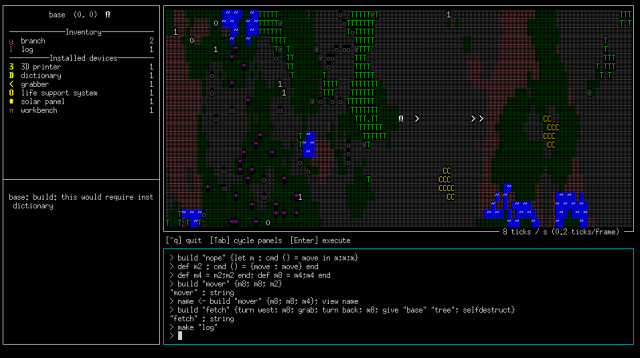 base (0, 0) Ω
Inventory
y branch 2
! log 1
Installed devices
3 3D printer 1
D dictionary 1
< grabber 1
O life support system 1
solar panel 1
π workbench 1
base: build: this would require inst
dictionary
8 ticks / s (0.2 ticks/frame)
[^q] quit [Tab] cycle panels [Enter] execute
> build "nope" {let m : cmd () = move in m;m;m}
> def m2 : cmd () = {move ; move} end
> def m4 = m2;m2 end; def m8 = m4;m4 end
> build "mover" {m8; m8; m2}
"mover" : string
> name <- build "mover" {m8; m8; m4}; view name
> build "fetch" {turn west; m8; grab; turn back; m8; give "base" "tree"; selfdestruct}
"fetch" : string
> make "log"
>